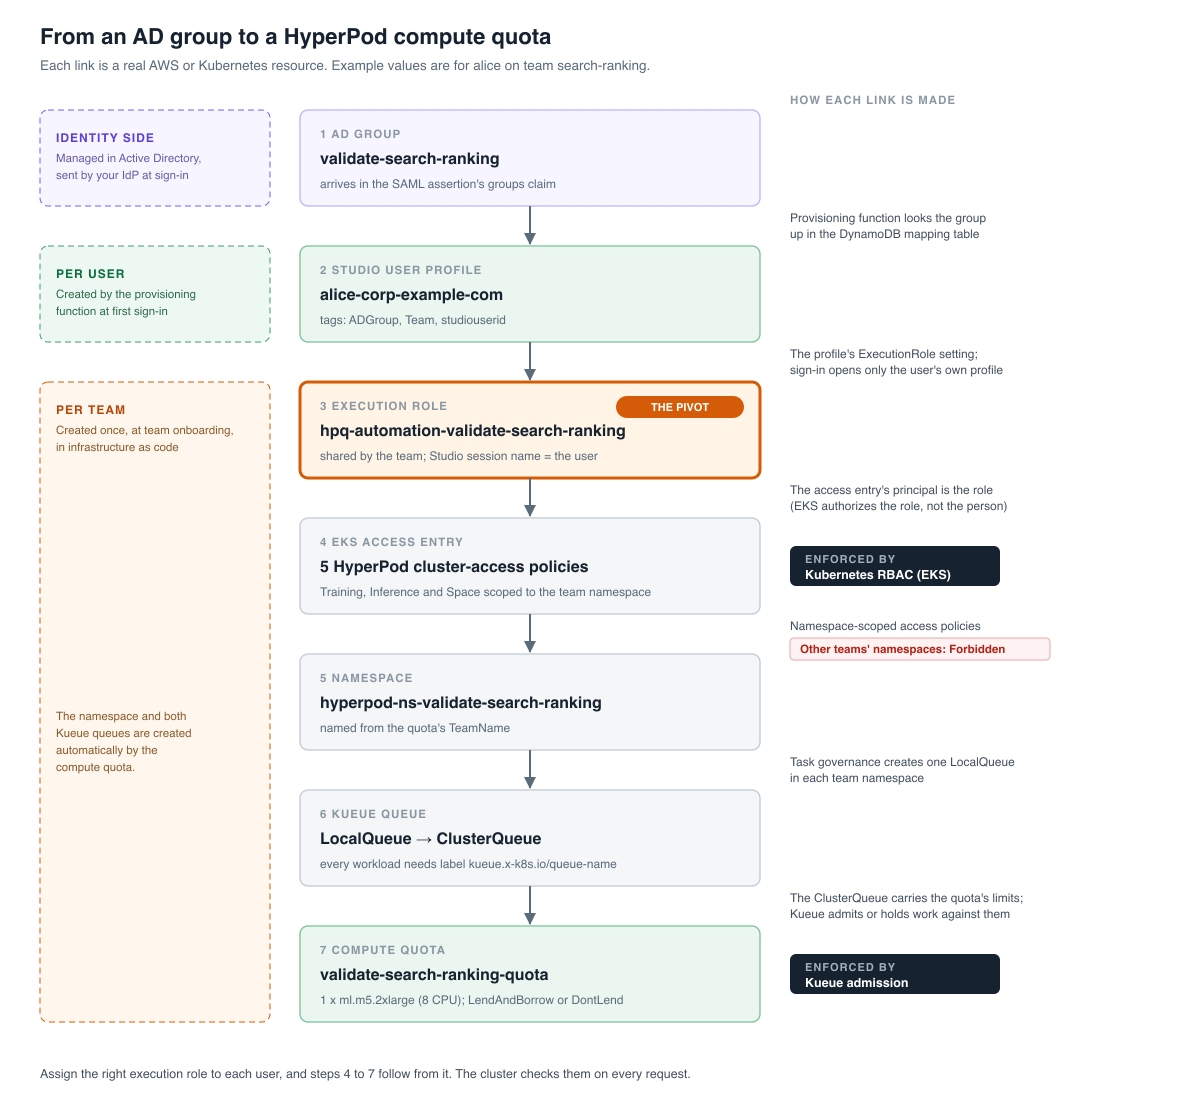 From an AD group to a HyperPod compute quota
Each link is a real AWS or Kubernetes resource. Example values are for alice on team search-ranking.
HOW EACH LINK IS MADE
IDENTITY SIDE
Managed in Active Directory,
sent by your IdP at sign-in
1 AD GROUP
validate-search-ranking
arrives in the SAML assertion's groups claim
Provisioning function looks the group
up in the DynamoDB mapping table
PER USER
Created by the provisioning
function at first sign-in
2 STUDIO USER PROFILE
alice-corp-example-com
tags: ADGroup, Team, studiouserid
The profile's ExecutionRole setting;
sign-in opens only the user's own profile
PER TEAM
Created once, at team onboarding,
in infrastructure as code
3 EXECUTION ROLE
THE PIVOT
hpq-automation-validate-search-ranking
shared by the team; Studio session name = the user
The access entry's principal is the role
(EKS authorizes the role, not the person)
4 EKS ACCESS ENTRY
5 HyperPod cluster-access policies
Training, Inference and Space scoped to the team namespace
ENFORCED BY
Kubernetes RBAC (EKS)
Namespace-scoped access policies
Other teams' namespaces: Forbidden
5 NAMESPACE
hyperpod-ns-validate-search-ranking
named from the quota's TeamName
The namespace and both
Kueue queues are created
automatically by the
compute quota.
Task governance creates one LocalQueue
in each team namespace
6 KUEUE QUEUE
LocalQueue → ClusterQueue
every workload needs label kueue.x-k8s.io/queue-name
The ClusterQueue carries the quota's limits;
Kueue admits or holds work against them
7 COMPUTE QUOTA
validate-search-ranking-quota
1 x ml.m5.2xlarge (8 CPU); LendAndBorrow or DontLend
ENFORCED BY
Kueue admission
Assign the right execution role to each user, and steps 4 to 7 follow from it. The cluster checks them on every request.